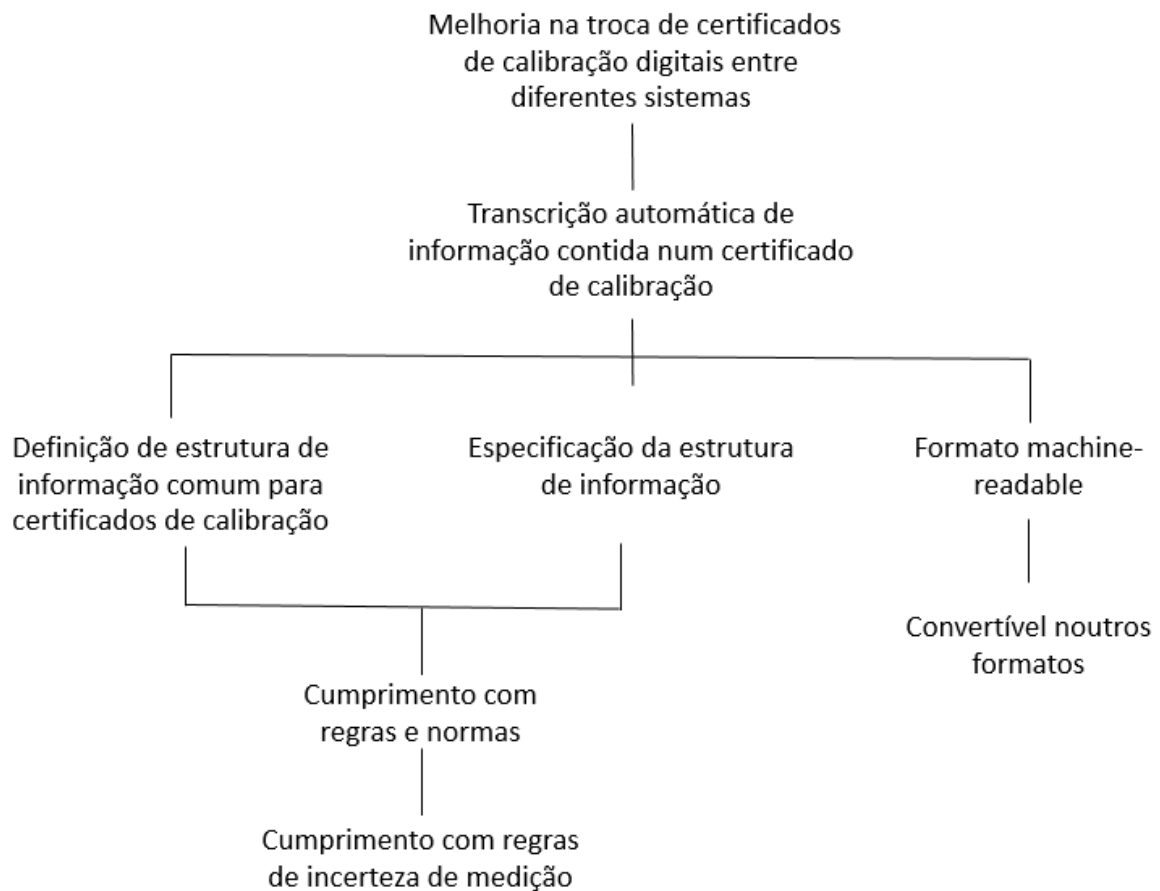 Melhoria na troca de certificados
de calibração digitais entre
diferentes sistemas
Transcrição automática de
informação contida num certificado
de calibração
Definição de estrutura de
informação comum para
certificados de calibração
Especificação da estrutura
de informação
Formato machine-
readable
Convertível noutros
formatos
Cumprimento com
regras e normas
Cumprimento com regras
de incerteza de medição